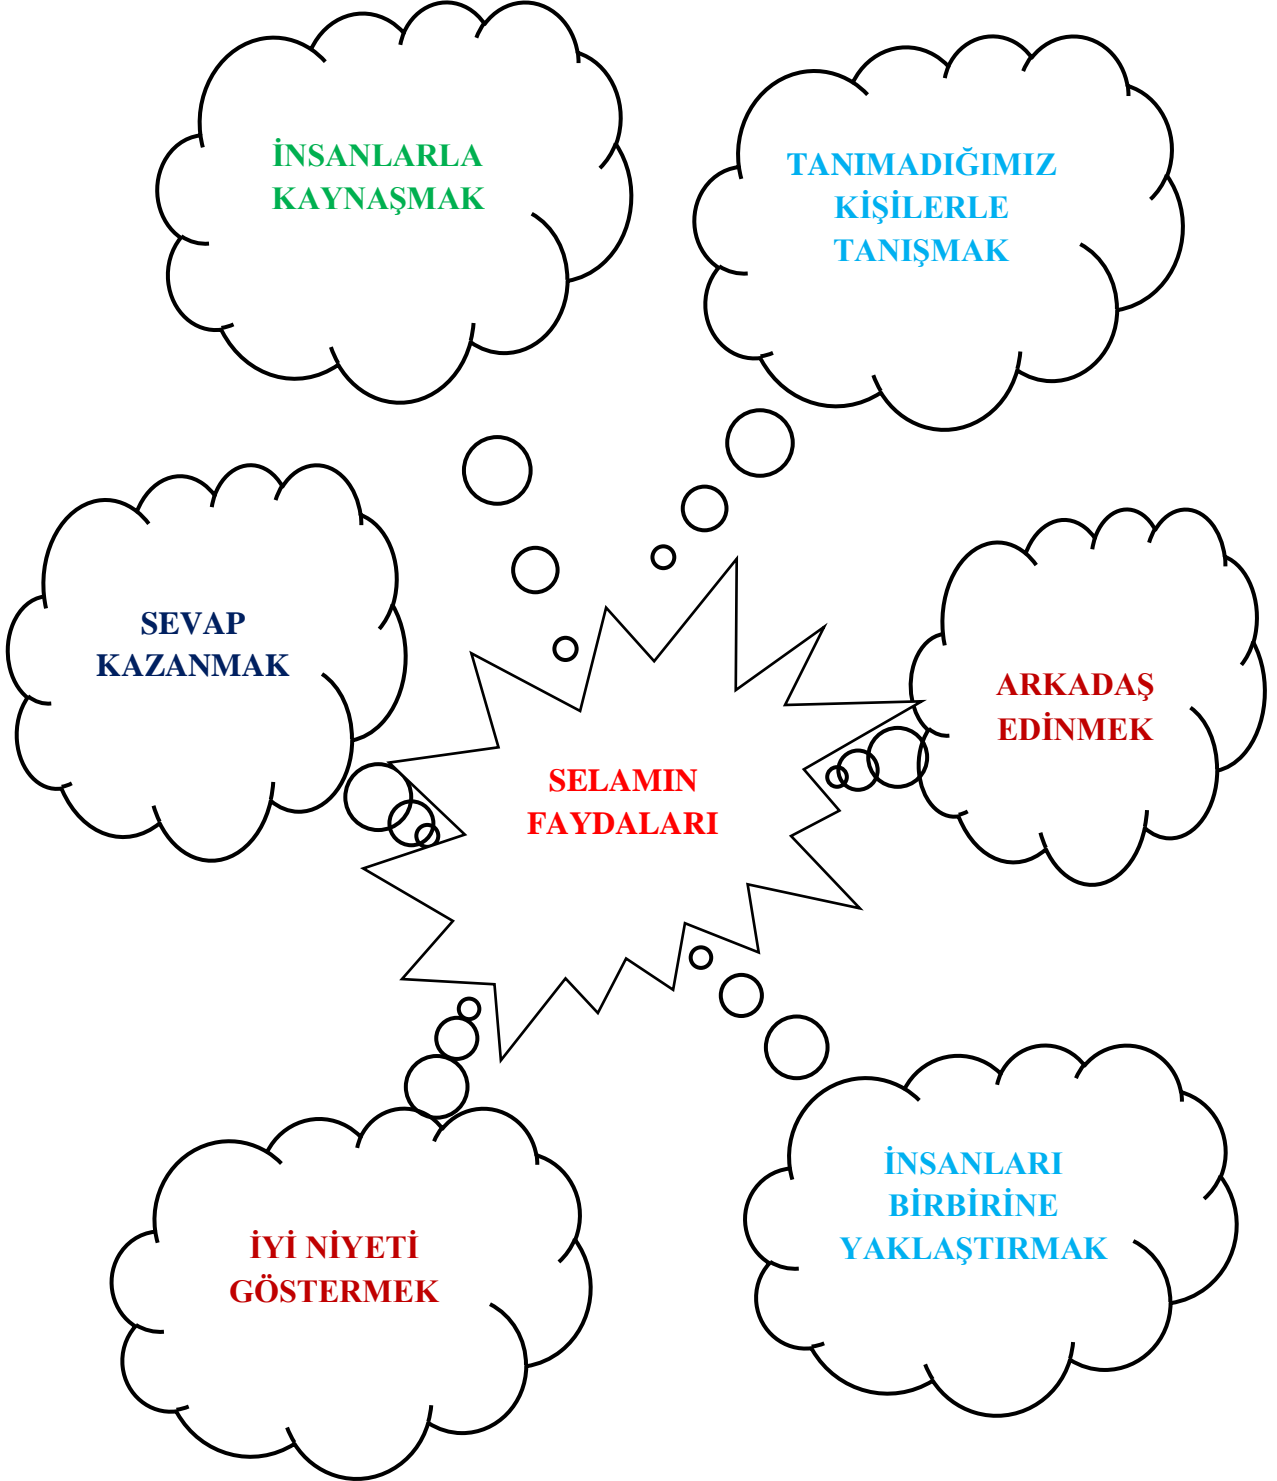 İNSANLARLA
KAYNAŞMAK
TANIMADIĞIMIZ
KİŞİLERLE
TANIŞMAK
SEVAP
KAZANMAK
ARKADAŞ
EDİNMEK
SELAMIN
FAYDALARI
İYİ NİYETİ
GÖSTERMEK
İNSANLARI
BİRBİRİNE
YAKLAŞTIRMAK